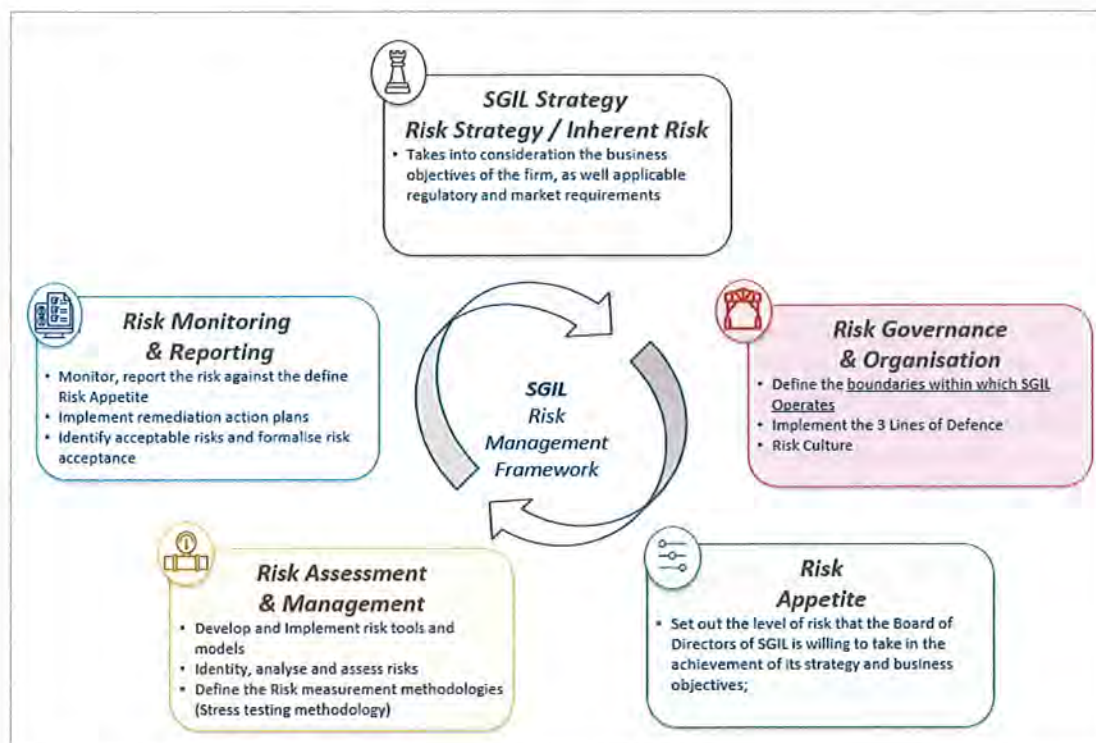 SGIL Strategy
Risk Strategy / Inherent Risk
• Takes into consideration the business
objectives of the firm, as well applicable
regulatory and market requirements
Risk Monitoring
& Reporting
• Monitor, report the risk against the define
Risk Appetite
• Implement remediation action plans
• Identify acceptable risks and formalise risk
acceptance
SGIL
Risk
Management
Framework
Risk Governance
& Organisation
• Define the boundaries within which SGIL
Operates
• Implement the 3 Lines of Defence
• Risk Culture
Risk Assessment
& Management
• Develop and Implement risk tools and
models
• Identity, analyse and assess risks
• Define the Risk measurement methodologies
(Stress testing methodology)
Risk
Appetite
• Set out the level of risk that the Board of
Directors of SGIL is willing to take in the
achievement of its strategy and business
objectives;